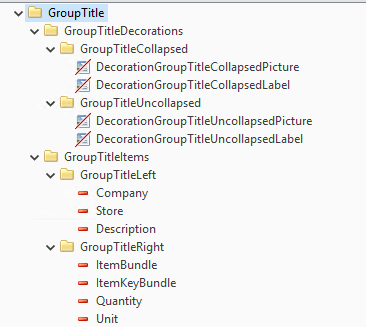 GroupTitle
GroupTitleDecorations
GroupTitleCollapsed
DecorationGroupTitleCollapsedPicture
DecorationGroupTitleCollapsedLabel
GroupTitleUncollapsed
DecorationGroupTitleUncollapsedPicture
DecorationGroupTitleUncollapsedLabel
GroupTitleItems
GroupTitleLeft
Company
Store
Description
GroupTitleRight
ItemBundle
ItemKeyBundle
Quantity
Unit